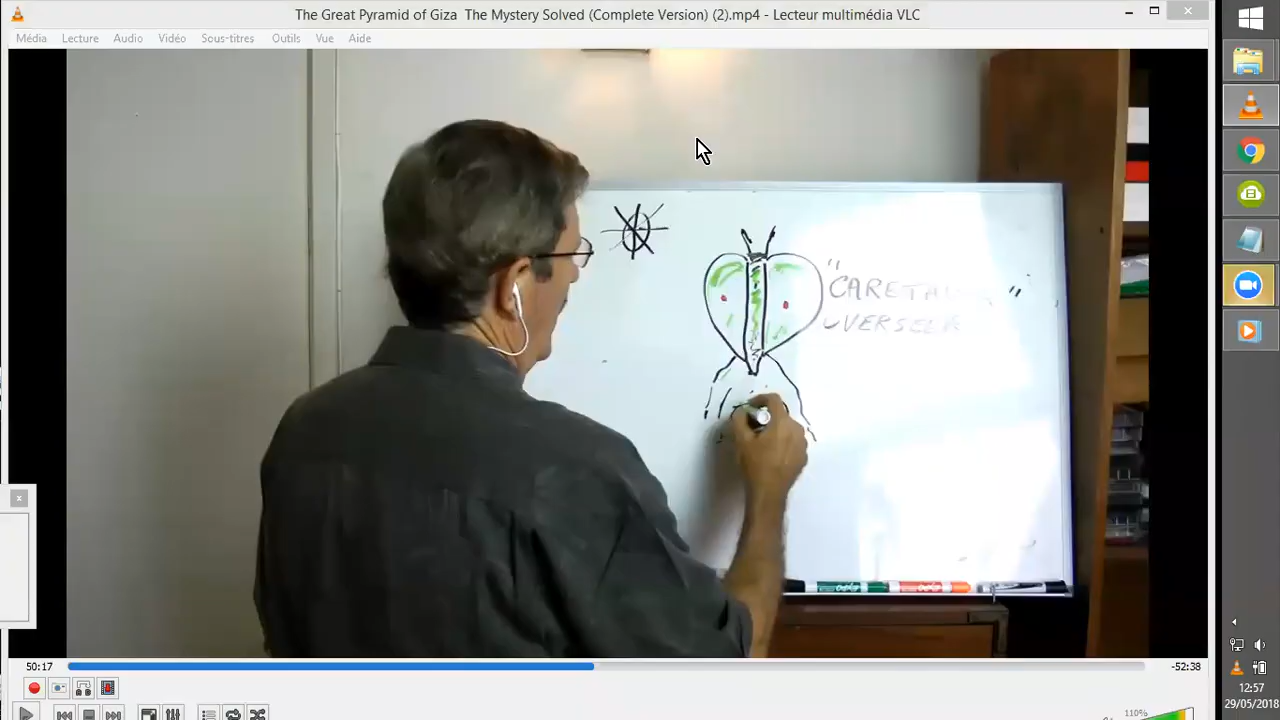 The Great Pyramid of Giza The Mystery Solved (Complete Version) (2).mp4 - Lecteur multimédia VLC
Média Lecture Audio Vidéo Sous-titres Outils Vue Aide
50:17
-52:38
110%
12:57
29/05/2018